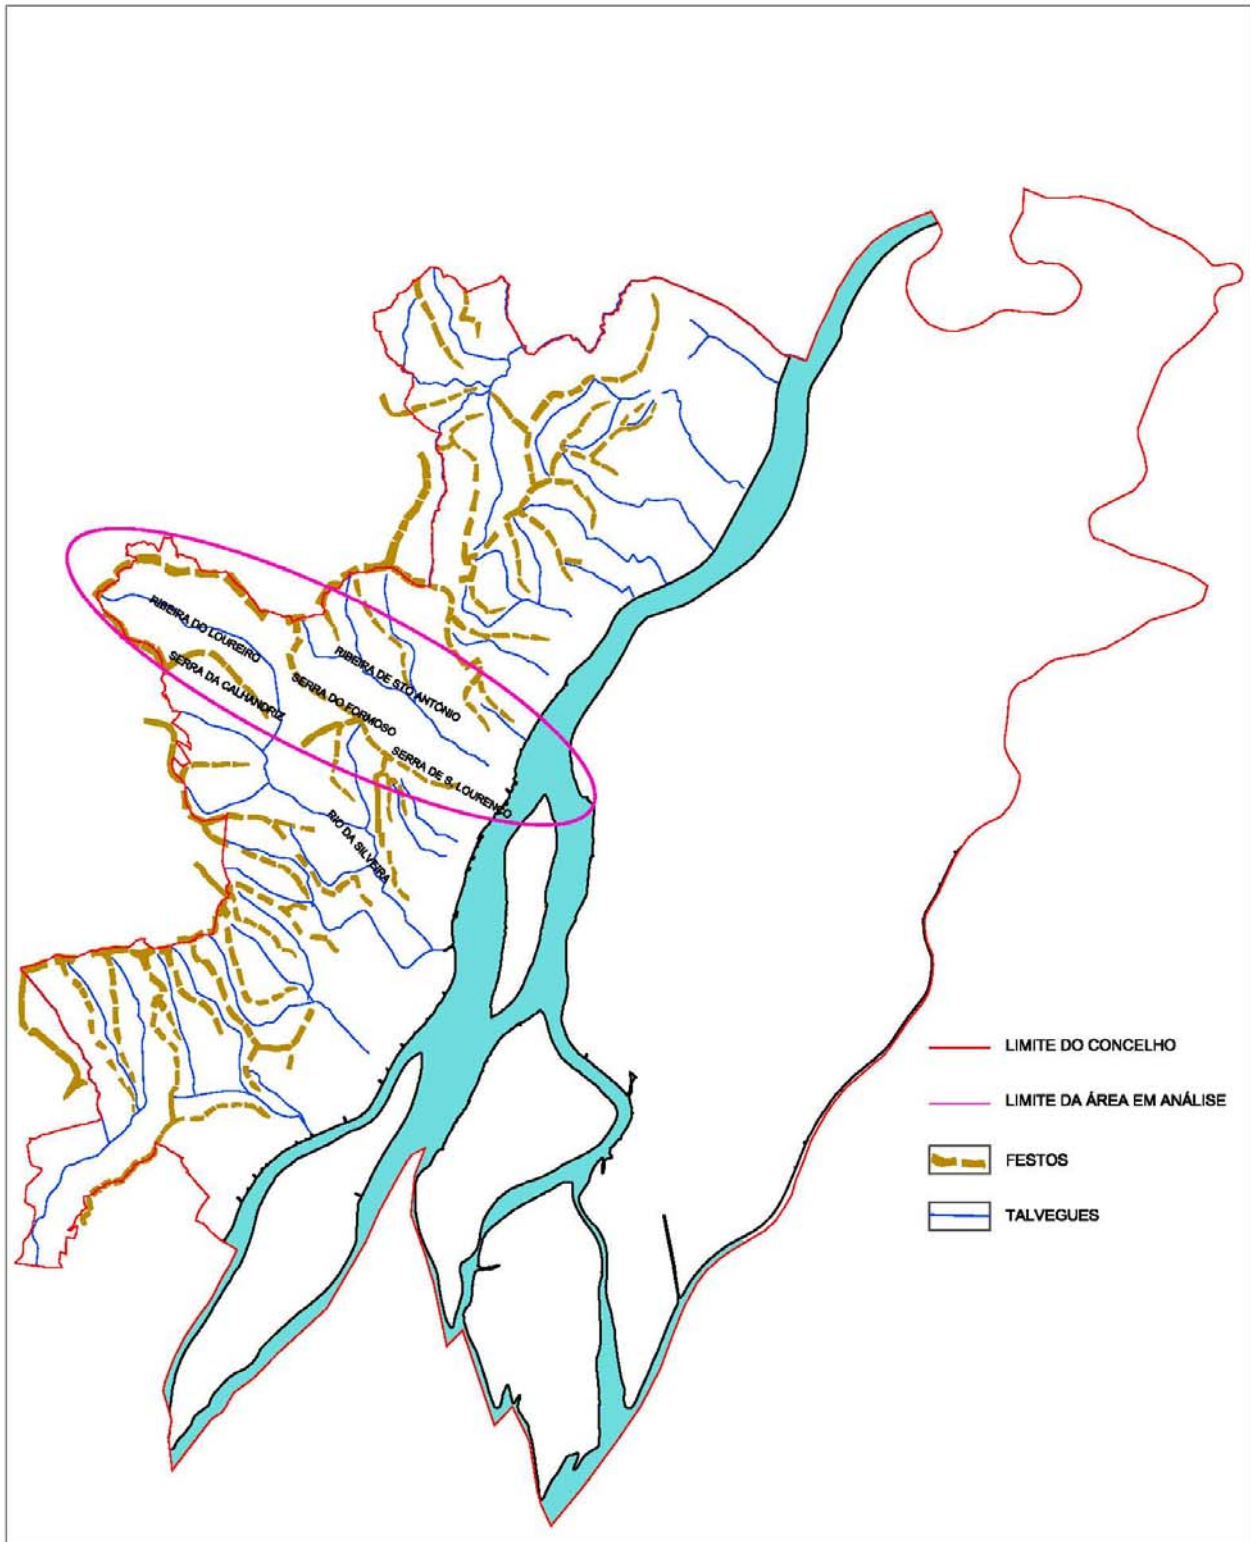 RIBEIRA DO LOUREIRO
RIBEIRA DE STO ANTÓNIO
SERRA DA CALHANDRIZ
SERRA DO FORMOSO
SERRA DE S. LOURENÇO
RIO DA SILVEIRA
LIMITE DO CONCELHO
LIMITE DA ÁREA EM ANÁLISE
FESTOS
TALVEGUES